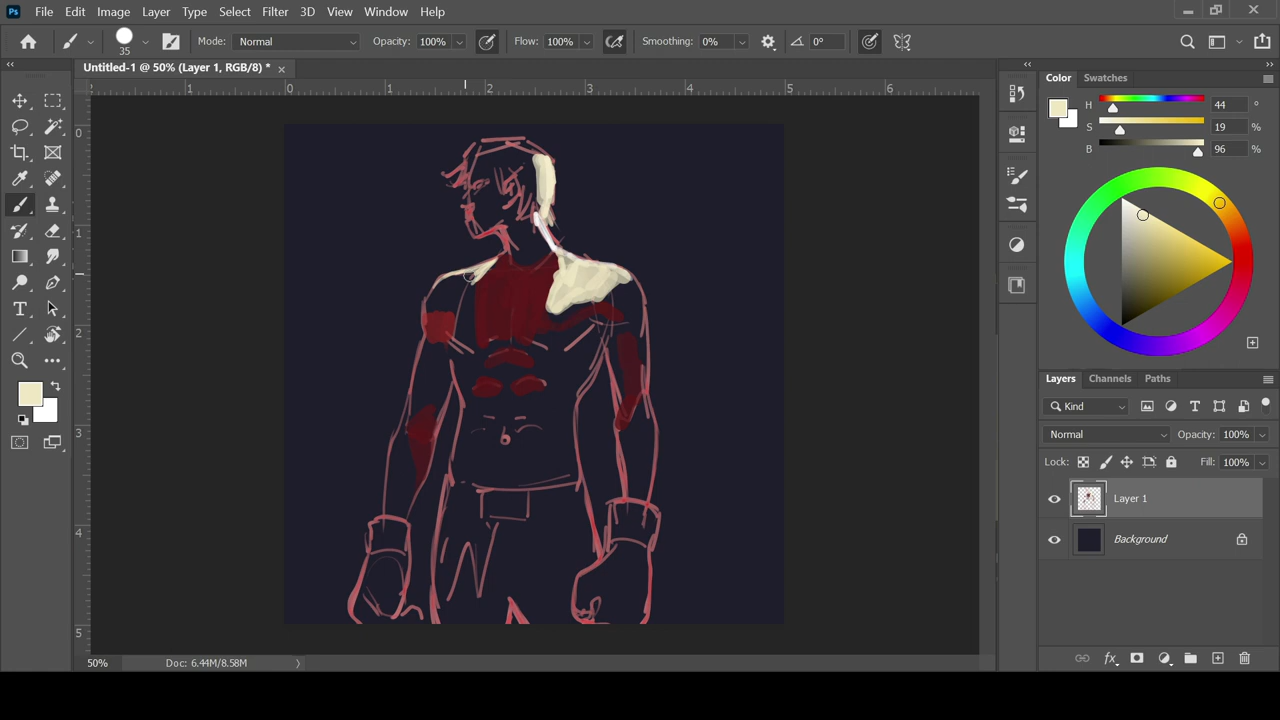 Ps File Edit Image Layer Type Select Filter 3D View Window Help
35 Mode: Normal Opacity: 100% Flow: 100% Smoothing: 0% 0°
Untitled-1 @ 50% (Layer 1, RGB/8) *
1 0 1 2 3 4 5 6
0
1
2
3
4
5
Color Swatches
H 44 °
S 19 %
B 96 %
Layers Channels Paths
Kind
Normal Opacity: 100%
Lock: Fill: 100%
Layer 1
Background
50% Doc: 6.44M/8.58M